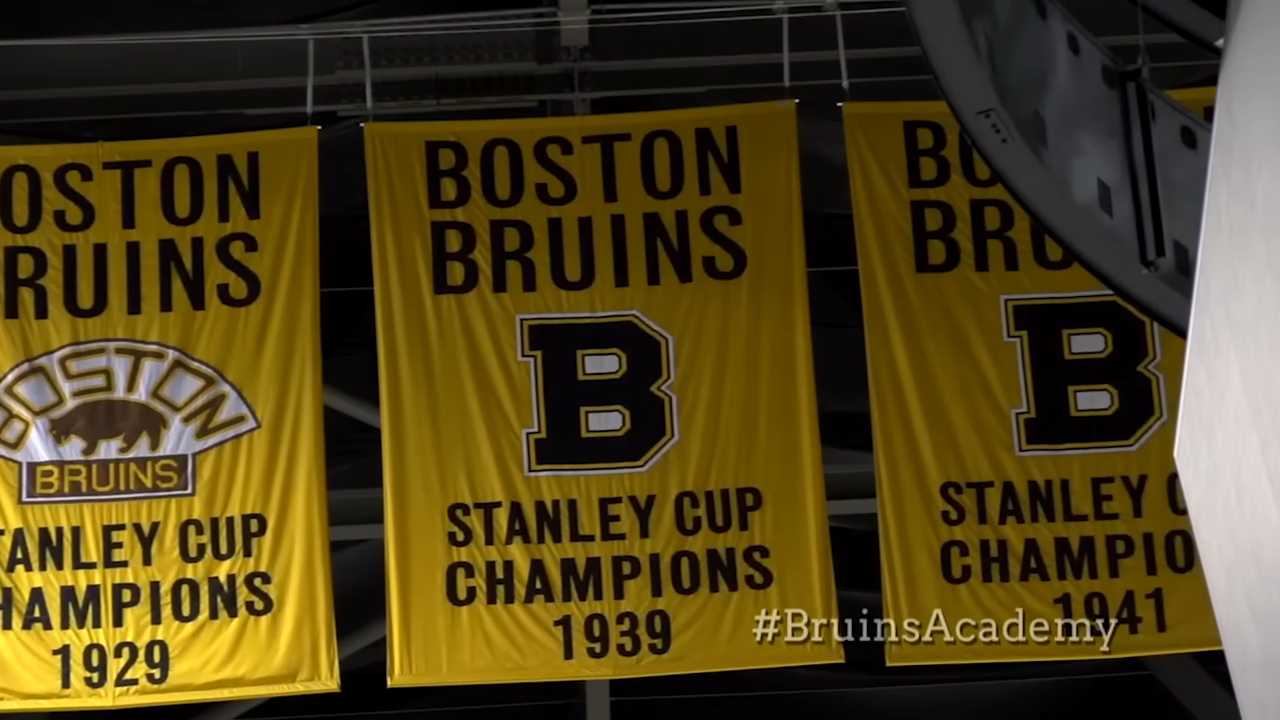 OSTON
RUINS
BOSTON
BRUINS
TANLEY CUP
HAMPIONS
1929
BOSTON
BRUINS
B
STANLEY CUP
CHAMPIONS
1939
BO
BRU
B
STANLEY C
CHAMPIO
1941
#BruinsAcademy